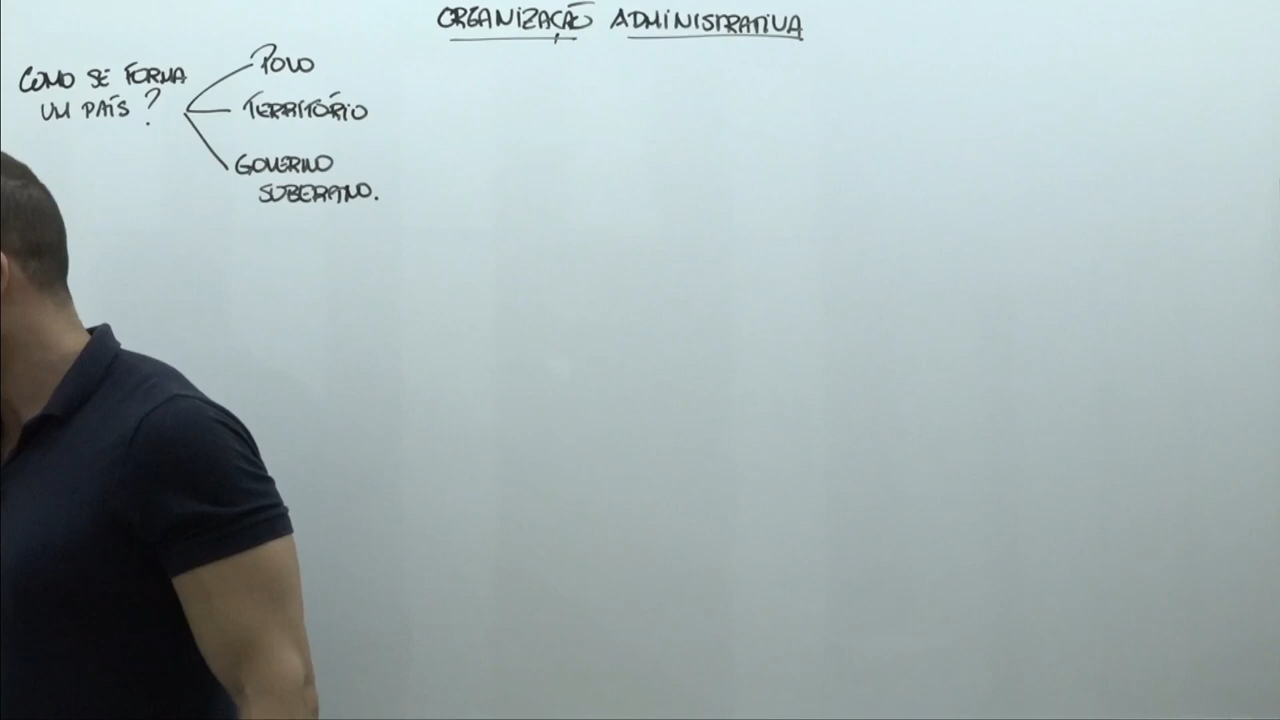 ORGANIZAÇÃO ADMINISTRATIVA
COMO SE FORMA
UM PAÍS?
POVO
TERRITÓRIO
GOVERNO
SOBERANO.